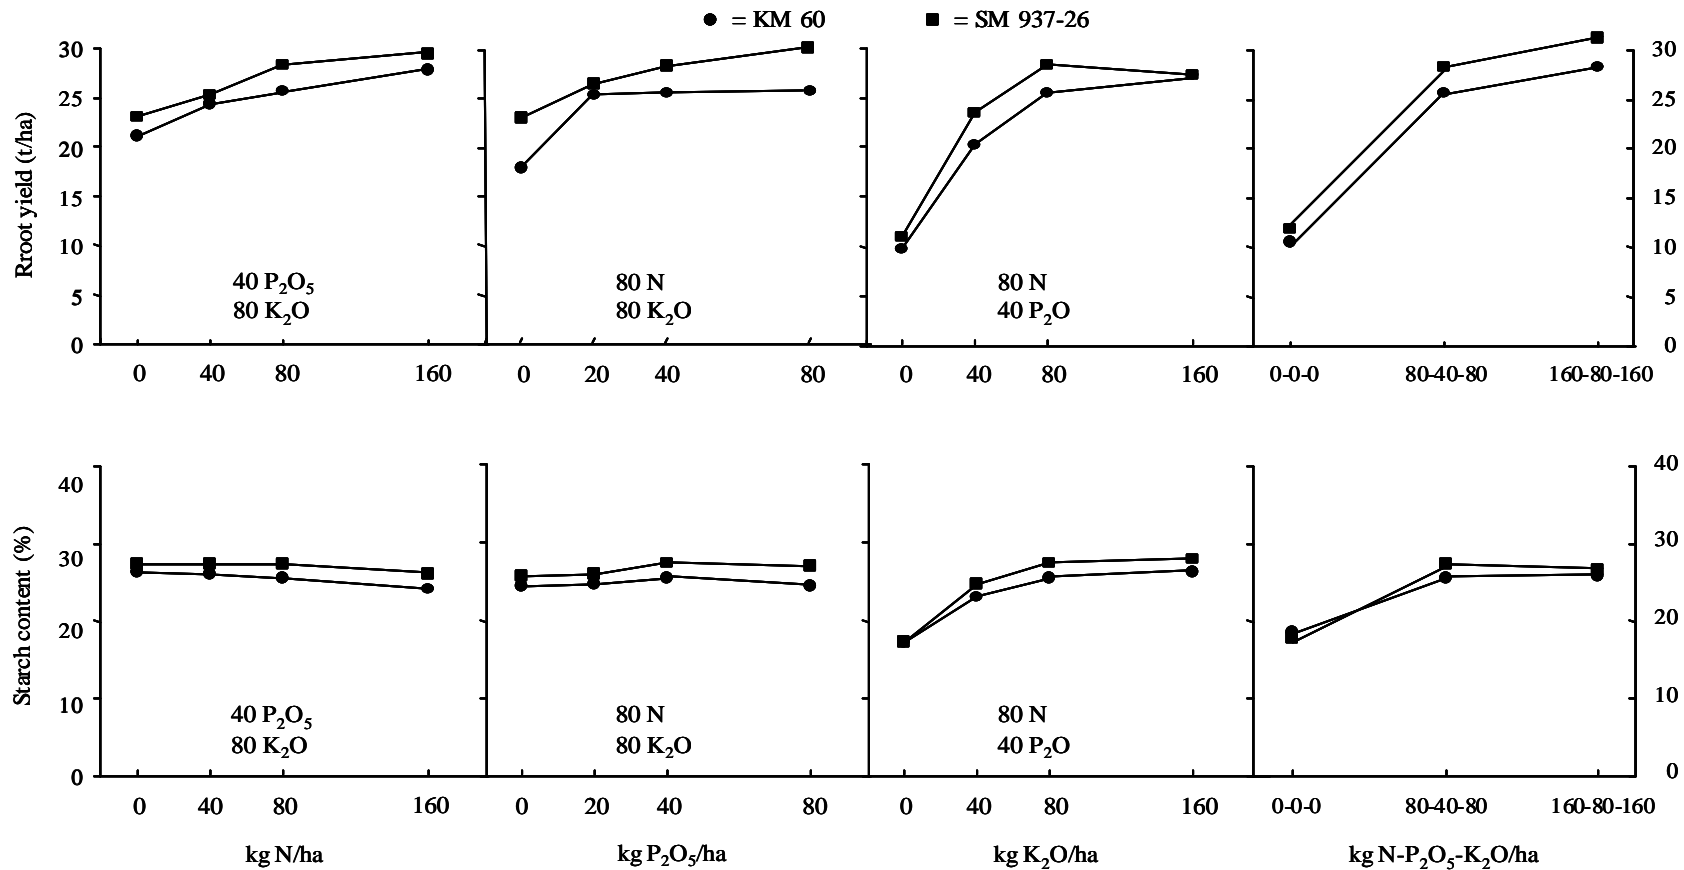 = KM 60 = SM 937-26
Rroot yield (t/ha)
30
25
20
15
10
5
0
40 P₂O₅
80 K₂O
0 40 80 160
80 N
80 K₂O
0 20 40 80
80 N
40 P₂O
0 40 80 160
30
25
20
15
10
5
0
0-0-0 80-40-80 160-80-160
Starch content (%)
40
30
20
10
0
40 P₂O₅
80 K₂O
0 40 80 160
kg N/ha
80 N
80 K₂O
0 20 40 80
kg P₂O₅/ha
80 N
40 P₂O
0 40 80 160
kg K₂O/ha
40
30
20
10
0
0-0-0 80-40-80 160-80-160
kg N-P₂O₅-K₂O/ha